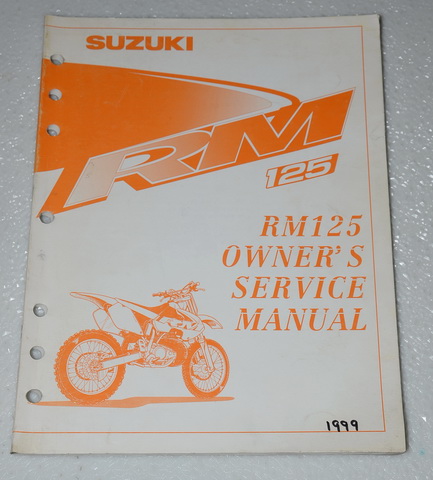 SUZUKI
RM
125
RM125
OWNER'S
SERVICE
MANUAL
1999